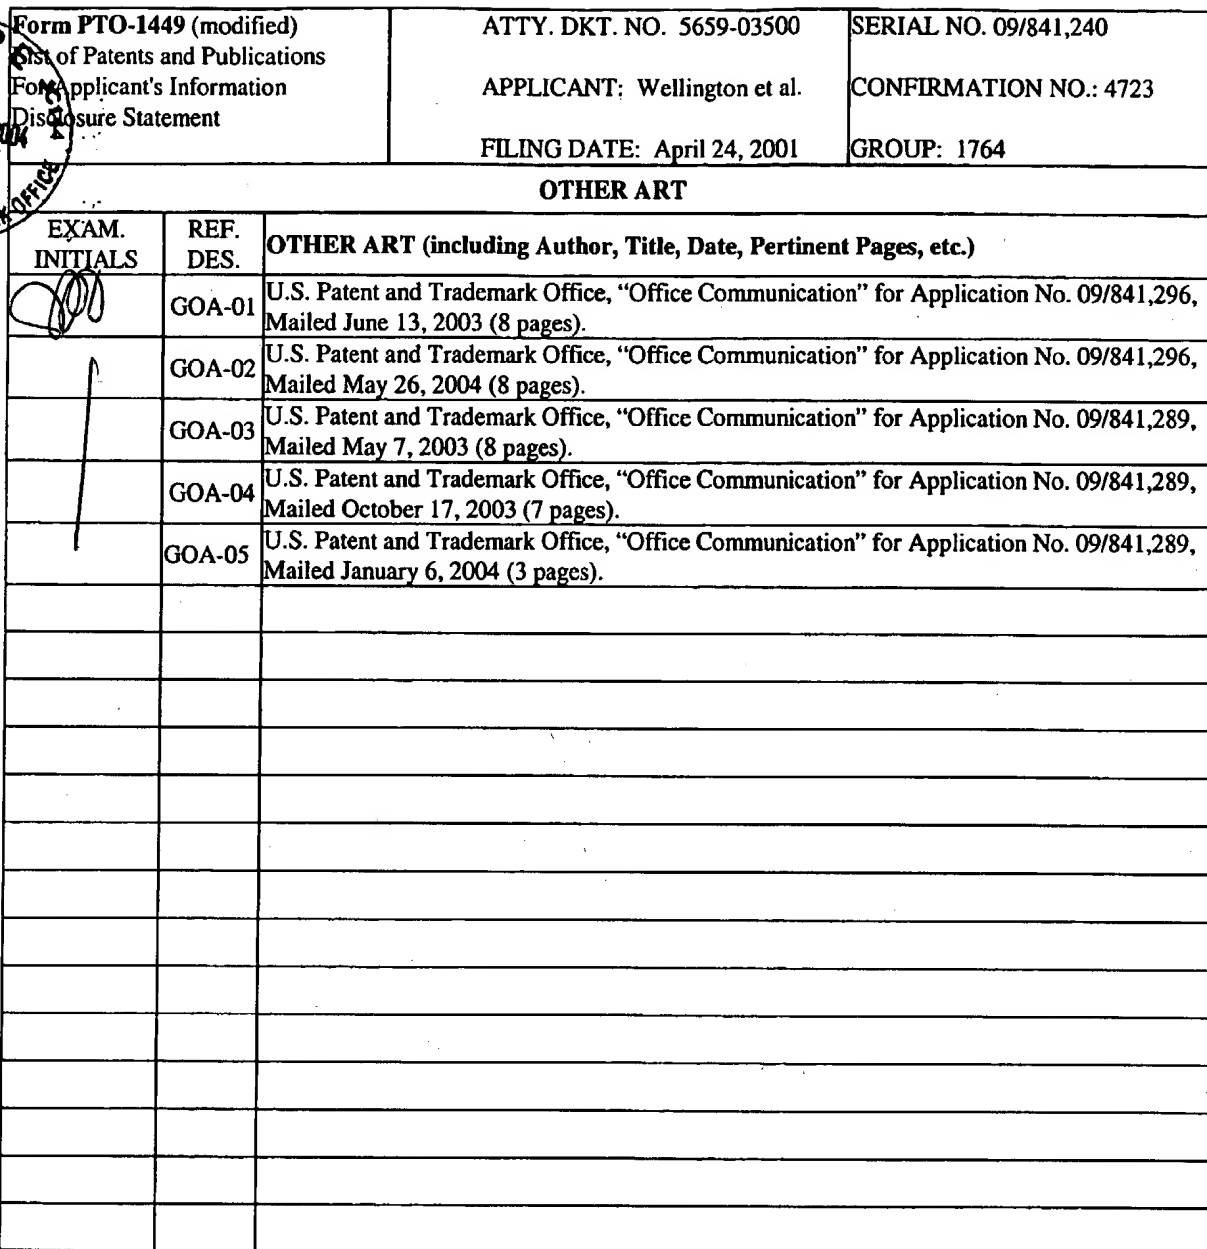 Form PTO-1449 (modified)
List of Patents and Publications
For Applicant's Information
Disclosure Statement
ATTY. DKT. NO. 5659-03500
APPLICANT: Wellington et al.
FILING DATE: April 24, 2001
SERIAL NO. 09/841,240
CONFIRMATION NO.: 4723
GROUP: 1764
2004
OFFICE
OTHER ART
EXAM.
INITIALS
REF.
DES.
OTHER ART (including Author, Title, Date, Pertinent Pages, etc.)
GOA-01
U.S. Patent and Trademark Office, “Office Communication” for Application No. 09/841,296,
Mailed June 13, 2003 (8 pages).
GOA-02
U.S. Patent and Trademark Office, “Office Communication” for Application No. 09/841,296,
Mailed May 26, 2004 (8 pages).
GOA-03
U.S. Patent and Trademark Office, “Office Communication” for Application No. 09/841,289,
Mailed May 7, 2003 (8 pages).
GOA-04
U.S. Patent and Trademark Office, “Office Communication” for Application No. 09/841,289,
Mailed October 17, 2003 (7 pages).
GOA-05
U.S. Patent and Trademark Office, “Office Communication” for Application No. 09/841,289,
Mailed January 6, 2004 (3 pages).